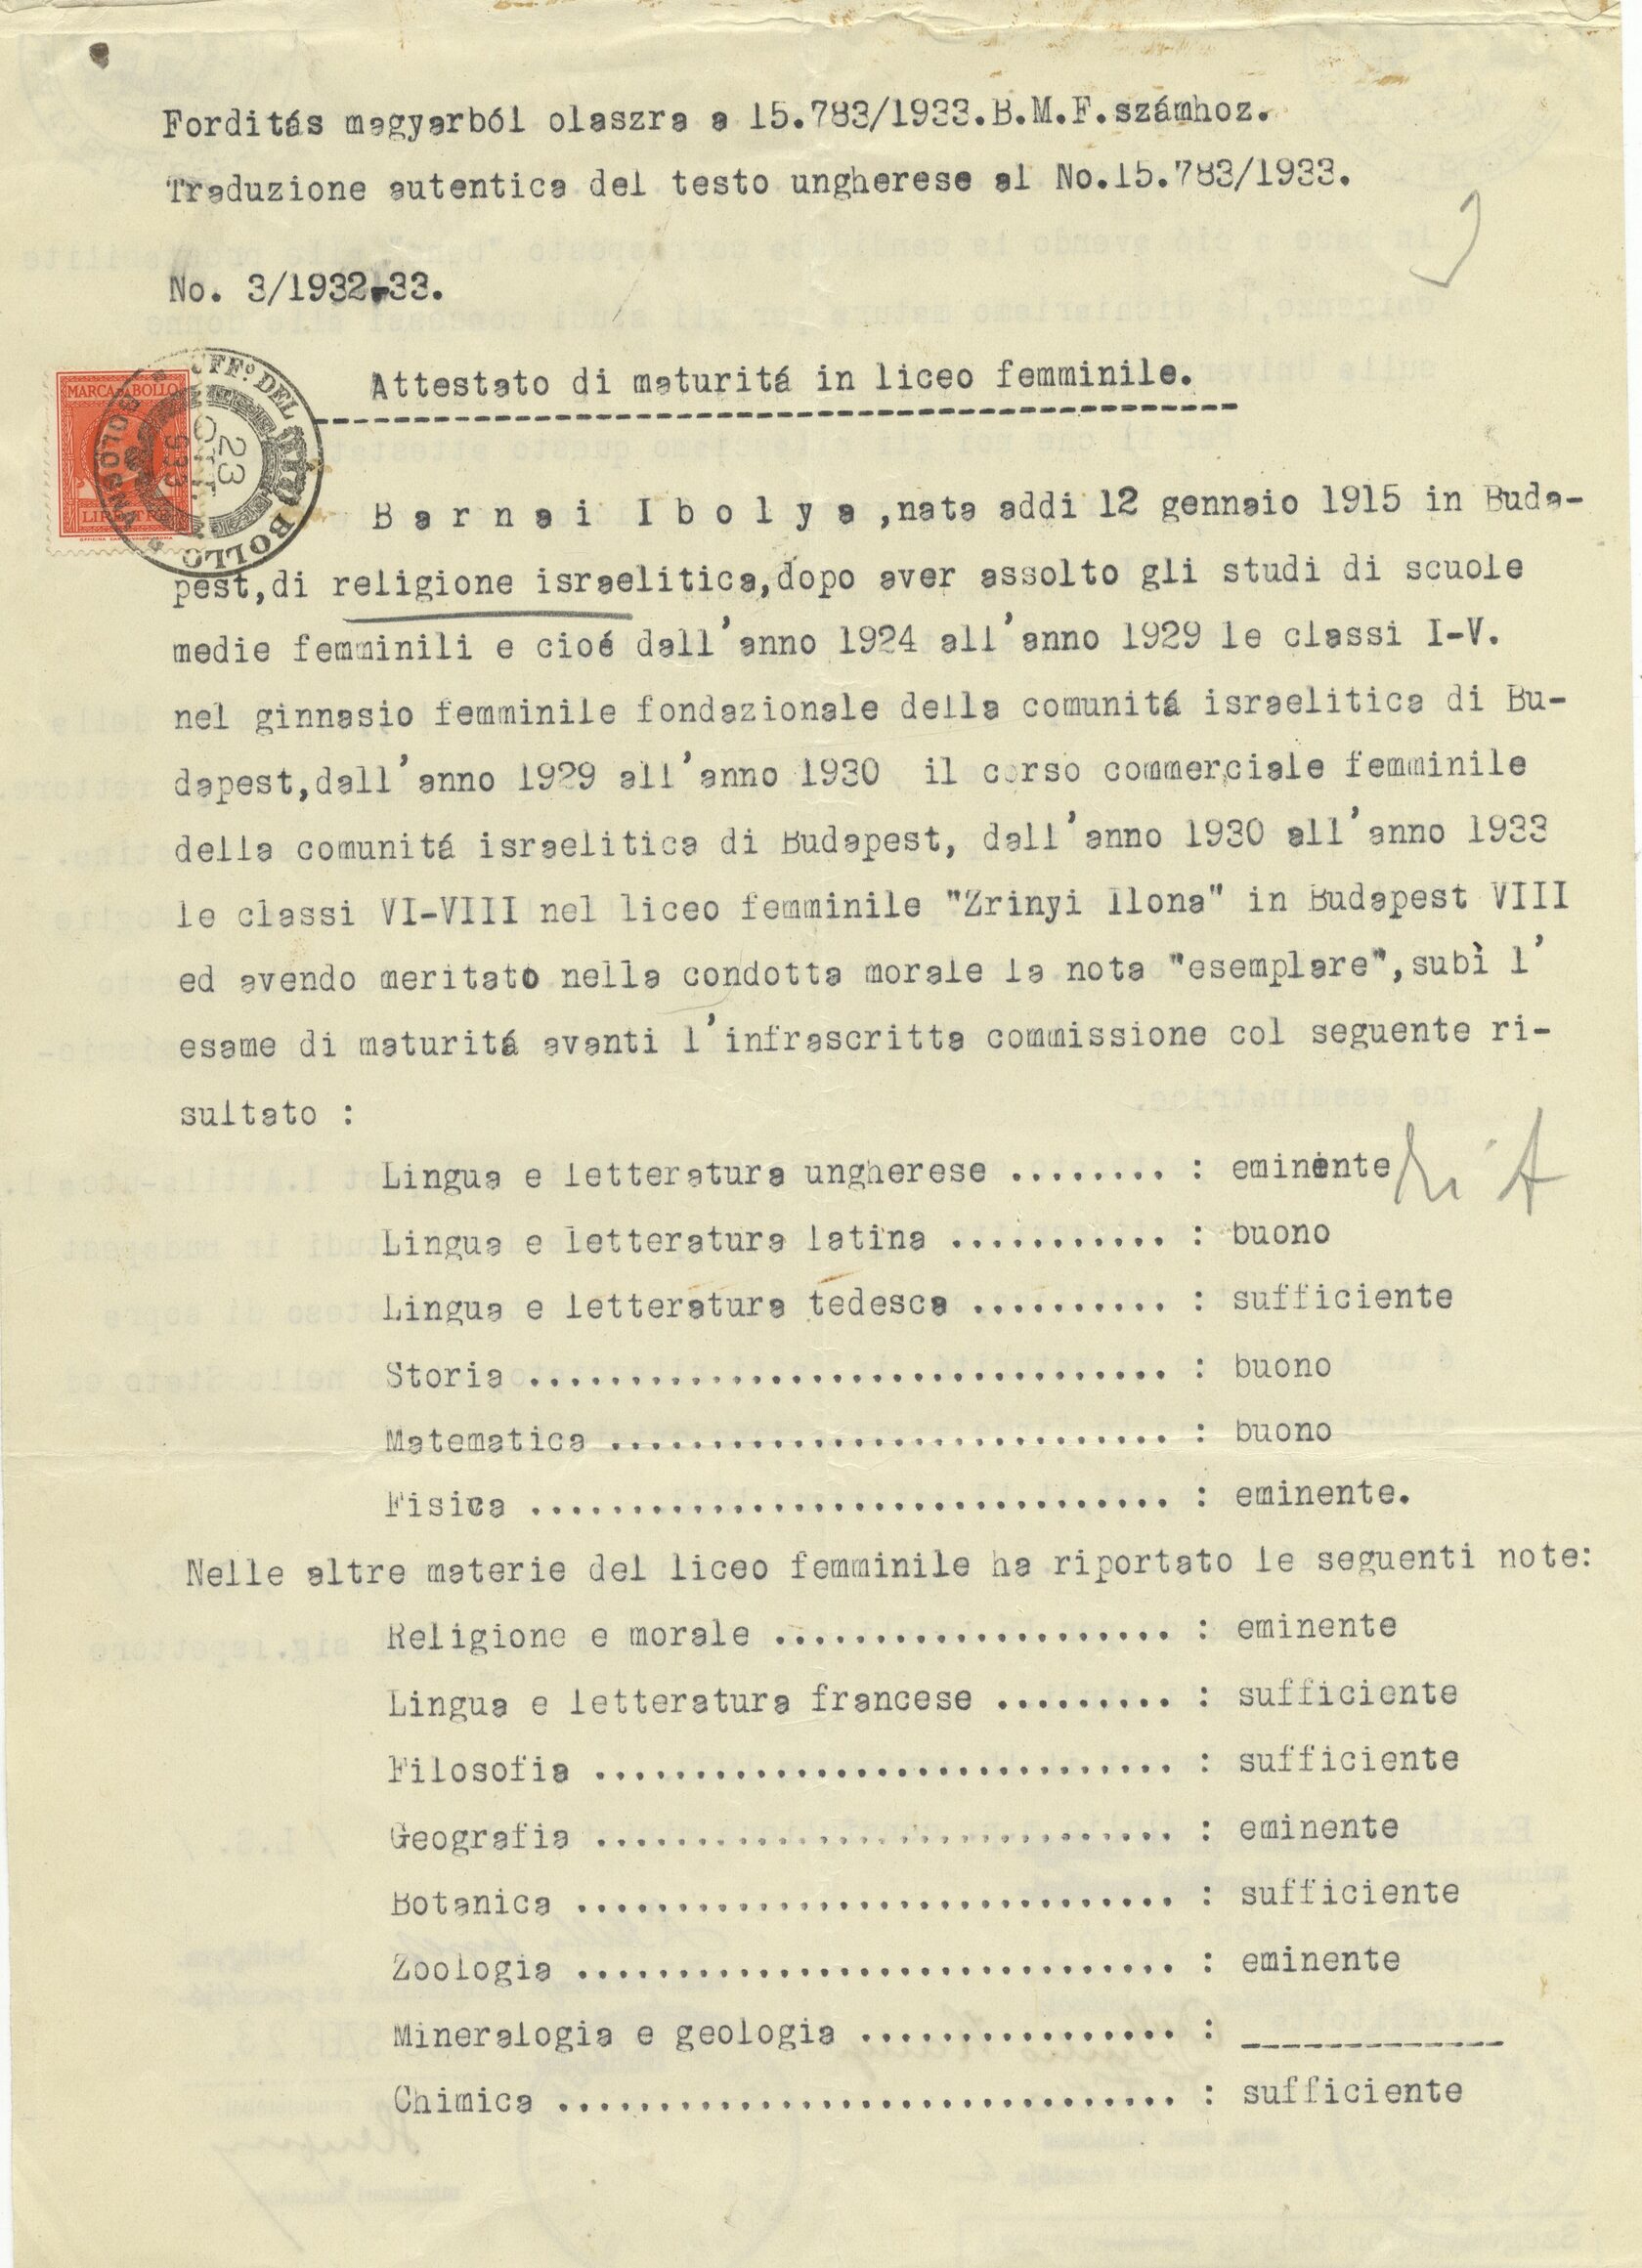 Forditás magyarból olaszra a 15.783/1933.B.M.F.számhoz.
Traduzione autentica del testo ungherese al No.15.783/1933.
No. 3/1932-33.
MARCA DA BOLLO
UFF° DEL BOLLO
BOLOGNA
23
OTT.
933
Attestato di maturitá in liceo femminile.
B a r n a i I b o l y a ,nata addi 12 gennaio 1915 in Buda-
pest,di religione israelitica,dopo aver assolto gli studi di scuole
medie femminili e cioé dall'anno 1924 all'anno 1929 le classi I-V.
nel ginnasio femminile fondazionale della comunitá israelitica di Bu-
dapest,dall'anno 1929 all'anno 1930 il corso commerciale femminile
della comunitá israelitica di Budapest, dall'anno 1930 all'anno 1933
le classi VI-VIII nel liceo femminile "Zrinyi Ilona" in Budapest VIII
ed avendo meritato nella condotta morale la nota "esemplare",subì l'
esame di maturitá avanti l'infrascritta commissione col seguente ri-
sultato :
Lingua e letteratura ungherese ........ : eminente
Lingua e letteratura latina ........... : buono
Lingua e letteratura tedesca .......... : sufficiente
Storia ................................ : buono
Matematica ............................ : buono
Fisica ................................ : eminente.
Nelle altre materie del liceo femminile ha riportato le seguenti note:
Religione e morale .................... : eminente
Lingua e letteratura francese ......... : sufficiente
Filosofia ............................. : sufficiente
Geografia ............................. : eminente
Botanica .............................. : sufficiente
Zoologia .............................. : eminente
Mineralogia e geologia ................ : _____________
Chimica ............................... : sufficiente